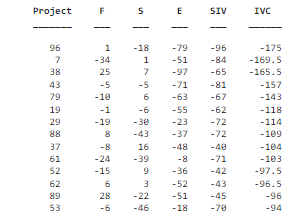 Project F S E SIV IVC
96 1 -18 -79 -96 -175
7 -34 1 -51 -84 -169.5
38 25 7 -97 -65 -165.5
43 -5 -5 -71 -81 -157
79 -10 6 -63 -67 -143
19 -1 -6 -55 -62 -118
29 -19 -30 -23 -72 -114
88 8 -43 -37 -72 -109
37 -8 16 -48 -40 -104
61 -24 -39 -8 -71 -103
52 -15 9 -36 -42 -97.5
62 6 3 -52 -43 -96.5
89 28 -22 -51 -45 -96
53 -6 -46 -18 -70 -94